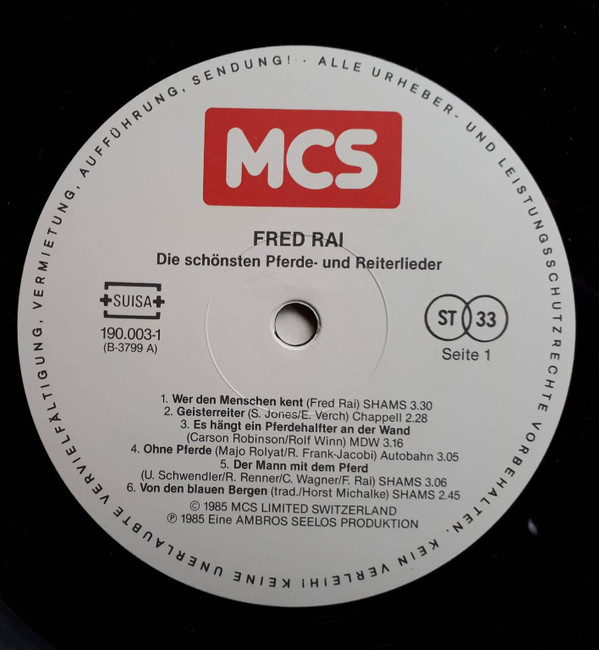 KEINE UNERLAUBTE VERVIELFÄLTIGUNG, VERMIETUNG, AUFFÜHRUNG, SENDUNG! · ALLE URHEBER- UND LEISTUNGSSCHUTZRECHTE VORBEHALTEN. KEIN VERLEIH!
MCS
FRED RAI
Die schönsten Pferde- und Reiterlieder
SUISA
190.003-1
(B-3799 A)
ST 33
Seite 1
1. Wer den Menschen kent (Fred Rai) SHAMS 3.30
2. Geisterreiter (S. Jones/E. Verch) Chappell 2.28
3. Es hängt ein Pferdehalfter an der Wand
(Carson Robinson/Rolf Winn) MDW 3.16
4. Ohne Pferde (Majo Rolyat/R. Frank-Jacobi) Autobahn 3.05
5. Der Mann mit dem Pferd
(U. Schwendler/R. Renner/C. Wagner/F. Rai) SHAMS 3.06
6. Von den blauen Bergen (trad./Horst Michalke) SHAMS 2.45
© 1985 MCS LIMITED SWITZERLAND
℗ 1985 Eine AMBROS SEELOS PRODUKTION